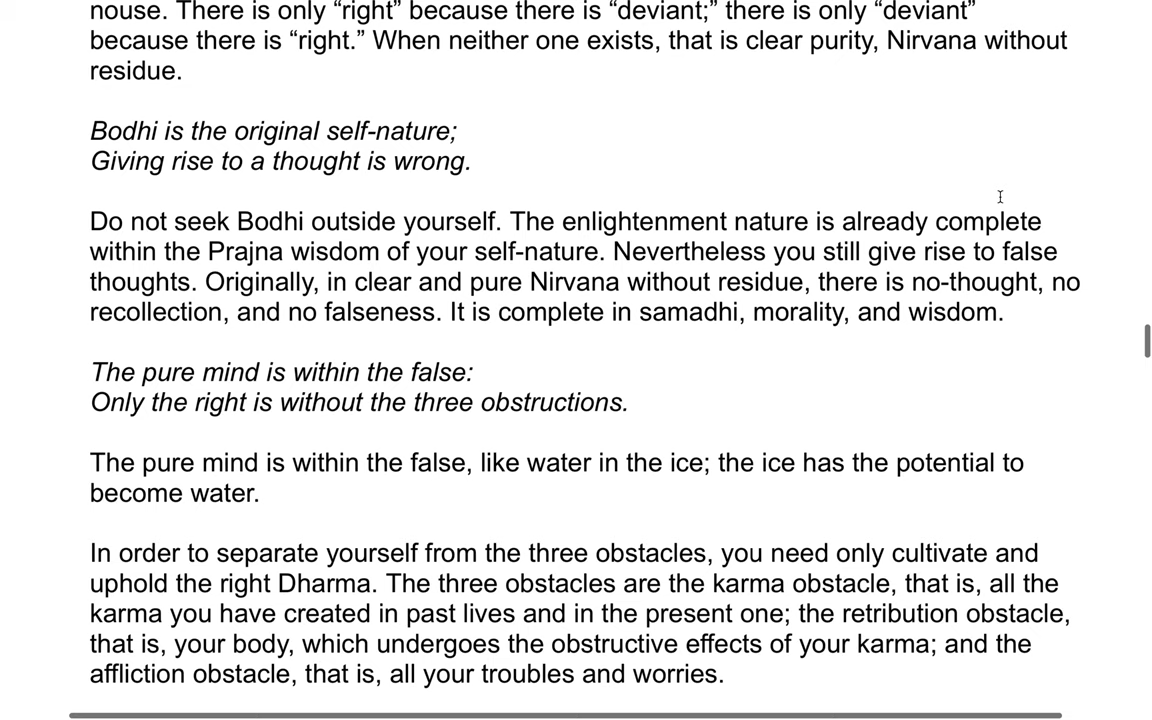 nouse. There is only “right” because there is “deviant;” there is only “deviant”
because there is “right.” When neither one exists, that is clear purity, Nirvana without
residue.
Bodhi is the original self-nature;
Giving rise to a thought is wrong.
Do not seek Bodhi outside yourself. The enlightenment nature is already complete
within the Prajna wisdom of your self-nature. Nevertheless you still give rise to false
thoughts. Originally, in clear and pure Nirvana without residue, there is no-thought, no
recollection, and no falseness. It is complete in samadhi, morality, and wisdom.
The pure mind is within the false:
Only the right is without the three obstructions.
The pure mind is within the false, like water in the ice; the ice has the potential to
become water.
In order to separate yourself from the three obstacles, you need only cultivate and
uphold the right Dharma. The three obstacles are the karma obstacle, that is, all the
karma you have created in past lives and in the present one; the retribution obstacle,
that is, your body, which undergoes the obstructive effects of your karma; and the
affliction obstacle, that is, all your troubles and worries.